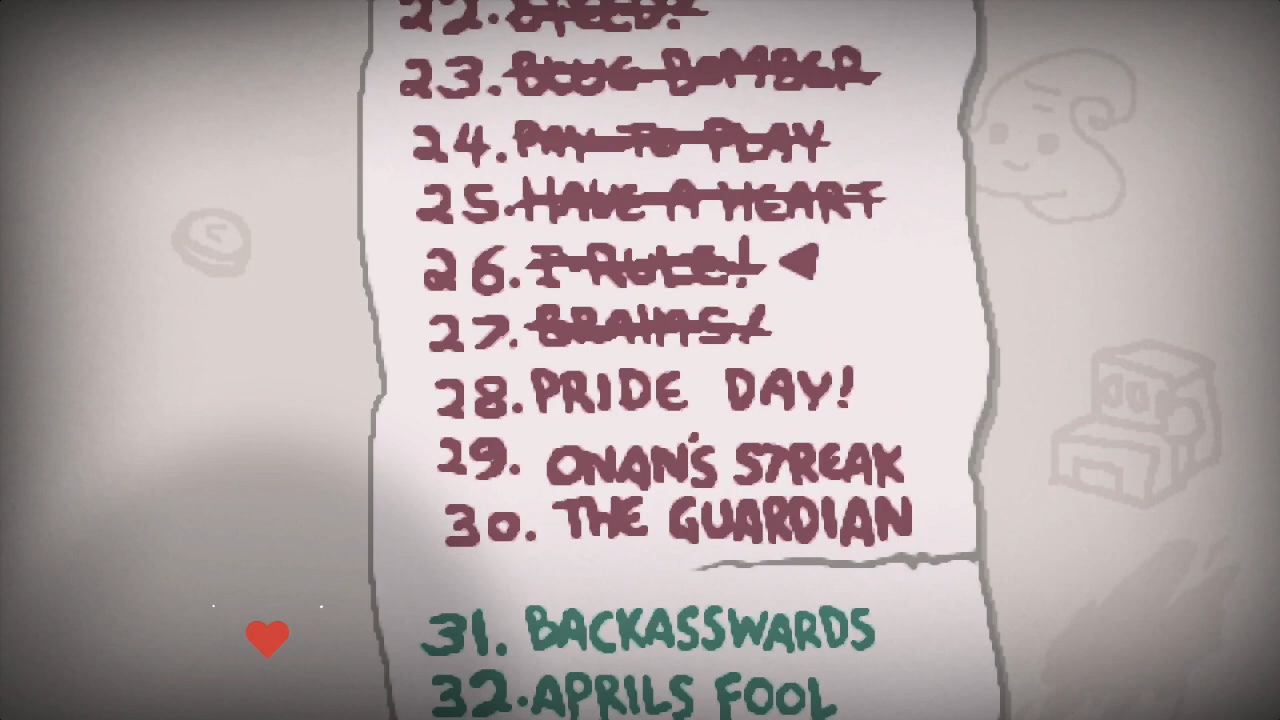 22. SPEED!
23. BLUE BOMBER
24. PAY TO PLAY
25. HAVE A HEART
26. I RULE!
27. BRAINS!
28. PRIDE DAY!
29. ONAN'S STREAK
30. THE GUARDIAN
31. BACKASSWARDS
32. APRILS FOOL